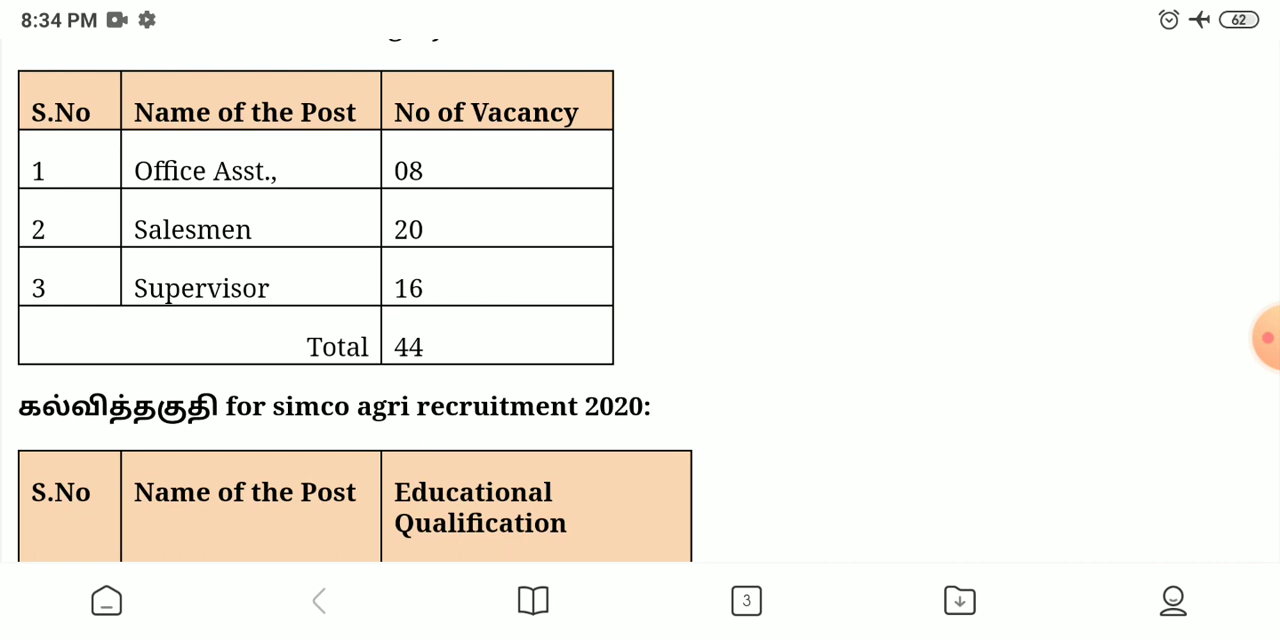 8:34 PM 62
S.No Name of the Post No of Vacancy
1 Office Asst., 08
2 Salesmen 20
3 Supervisor 16
Total 44
கல்வித்தகுதி for simco agri recruitment 2020:
S.No Name of the Post Educational
Qualification
3